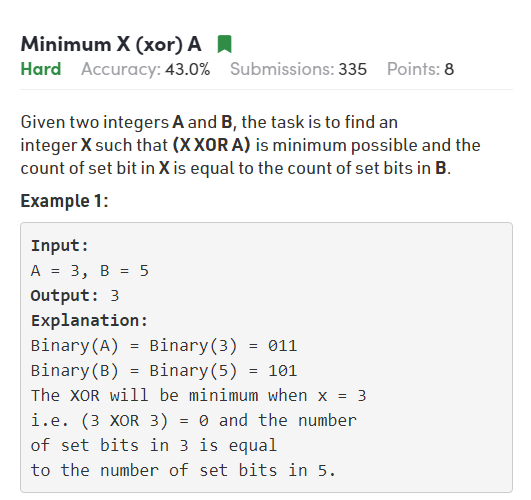 Minimum X (xor) A
Hard Accuracy: 43.0% Submissions: 335 Points: 8
Given two integers A and B, the task is to find an
integer X such that (X XOR A) is minimum possible and the
count of set bit in X is equal to the count of set bits in B.
Example 1:
Input:
A = 3, B = 5
Output: 3
Explanation:
Binary(A) = Binary(3) = 011
Binary(B) = Binary(5) = 101
The XOR will be minimum when x = 3
i.e. (3 XOR 3) = 0 and the number
of set bits in 3 is equal
to the number of set bits in 5.